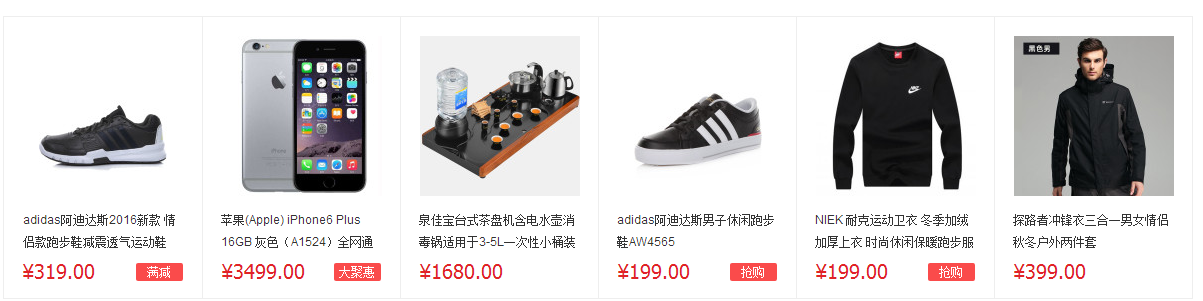 黑色男
adidas阿迪达斯2016新款 情
侣款跑步鞋减震透气运动鞋
¥319.00
满减
苹果(Apple) iPhone6 Plus
16GB 灰色（A1524）全网通
¥3499.00
大聚惠
泉佳宝台式茶盘机含电水壶消
毒锅适用于3-5L一次性小桶装
¥1680.00
adidas阿迪达斯男子休闲跑步
鞋AW4565
¥199.00
抢购
NIEK 耐克运动卫衣 冬季加绒
加厚上衣 时尚休闲保暖跑步服
¥199.00
抢购
探路者冲锋衣三合一男女情侣
秋冬户外两件套
¥399.00